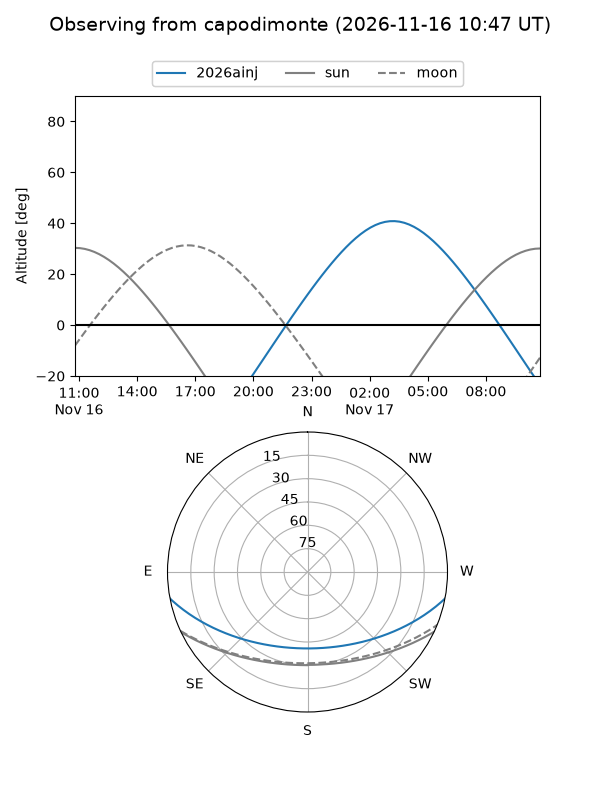 Observing from capodimonte (2026-11-16 10:47 UT)
2026ainj sun moon
Altitude [deg]
80
60
40
20
0
−20
11:00 14:00 17:00 20:00 23:00 02:00 05:00 08:00
Nov 16 Nov 17
N
NE NW
15
30
45
60
75
E W
SE SW
S